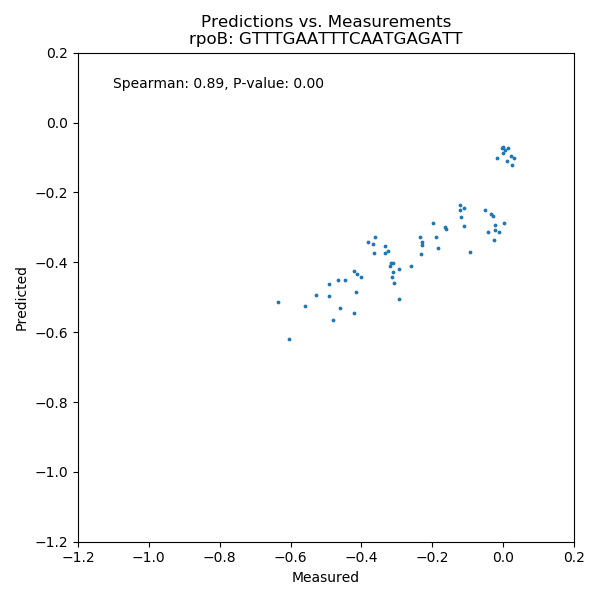 Predictions vs. Measurements
rpoB: GTTTGAATTTCAATGAGATT
Spearman: 0.89, P-value: 0.00
0.2
0.0
−0.2
−0.4
−0.6
−0.8
−1.0
−1.2
Predicted
−1.2 −1.0 −0.8 −0.6 −0.4 −0.2 0.0 0.2
Measured